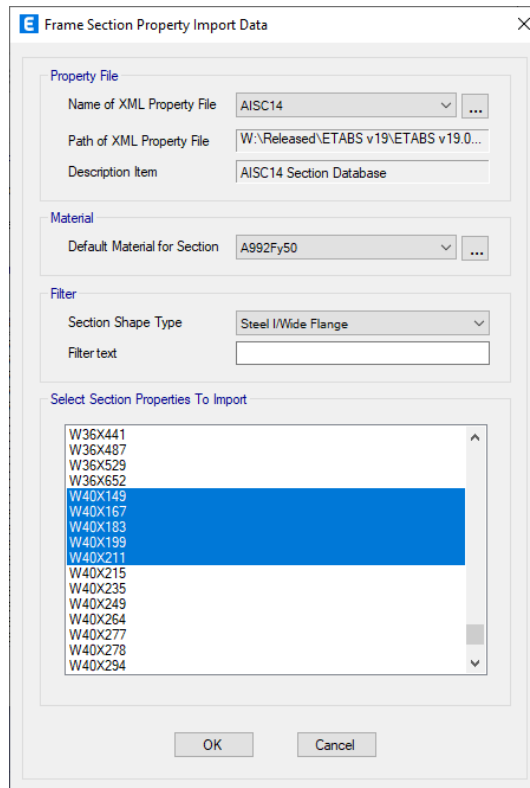 E Frame Section Property Import Data
Property File
Name of XML Property File AISC14 ...
Path of XML Property File W:\Released\ETABS v19\ETABS v19.0...
Description Item AISC14 Section Database
Material
Default Material for Section A992Fy50 ...
Filter
Section Shape Type Steel I/Wide Flange
Filter text
Select Section Properties To Import
W36X441
W36X487
W36X529
W36X652
W40X149
W40X167
W40X183
W40X199
W40X211
W40X215
W40X235
W40X249
W40X264
W40X277
W40X278
W40X294
OK Cancel